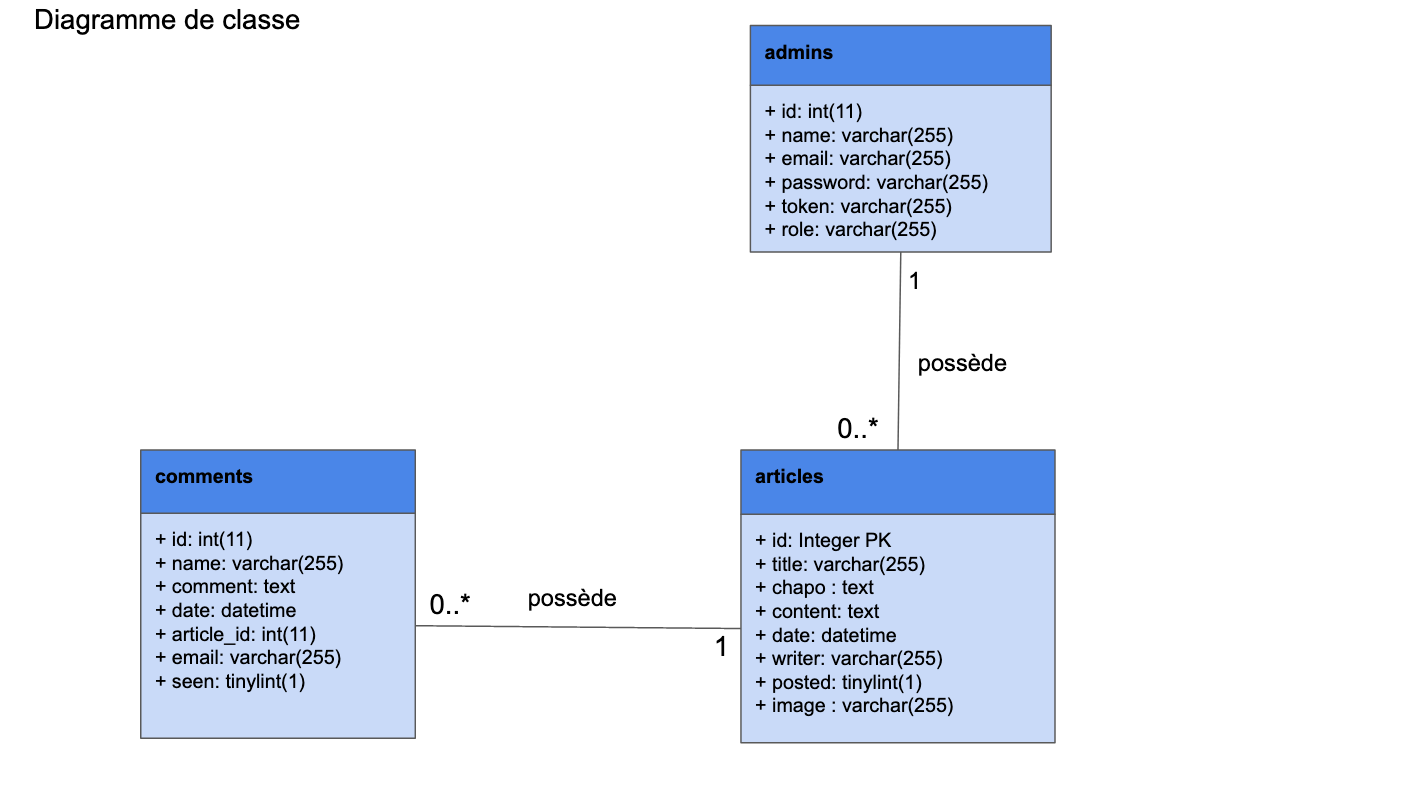 Diagramme de classe
admins
+ id: int(11)
+ name: varchar(255)
+ email: varchar(255)
+ password: varchar(255)
+ token: varchar(255)
+ role: varchar(255)
1
possède
0..*
comments
+ id: int(11)
+ name: varchar(255)
+ comment: text
+ date: datetime
+ article_id: int(11)
+ email: varchar(255)
+ seen: tinylint(1)
0..*
possède
1
articles
+ id: Integer PK
+ title: varchar(255)
+ chapo : text
+ content: text
+ date: datetime
+ writer: varchar(255)
+ posted: tinylint(1)
+ image : varchar(255)